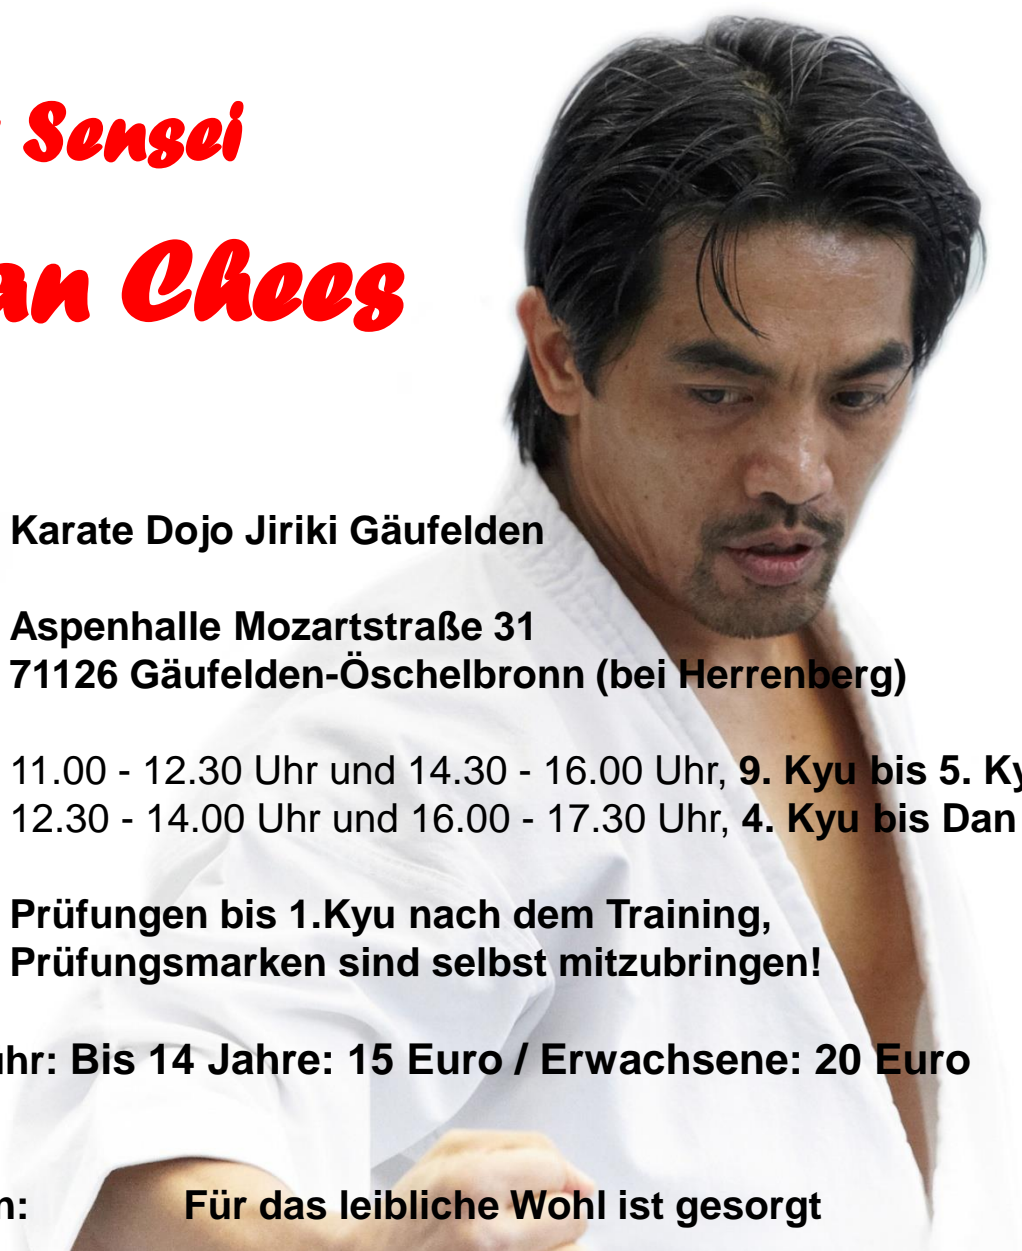 Sensei
an Chees
Karate Dojo Jiriki Gäufelden
Aspenhalle Mozartstraße 31
71126 Gäufelden-Öschelbronn (bei Herrenberg)
11.00 - 12.30 Uhr und 14.30 - 16.00 Uhr, 9. Kyu bis 5. Ky
12.30 - 14.00 Uhr und 16.00 - 17.30 Uhr, 4. Kyu bis Dan
Prüfungen bis 1.Kyu nach dem Training,
Prüfungsmarken sind selbst mitzubringen!
uhr: Bis 14 Jahre: 15 Euro / Erwachsene: 20 Euro
n: Für das leibliche Wohl ist gesorgt